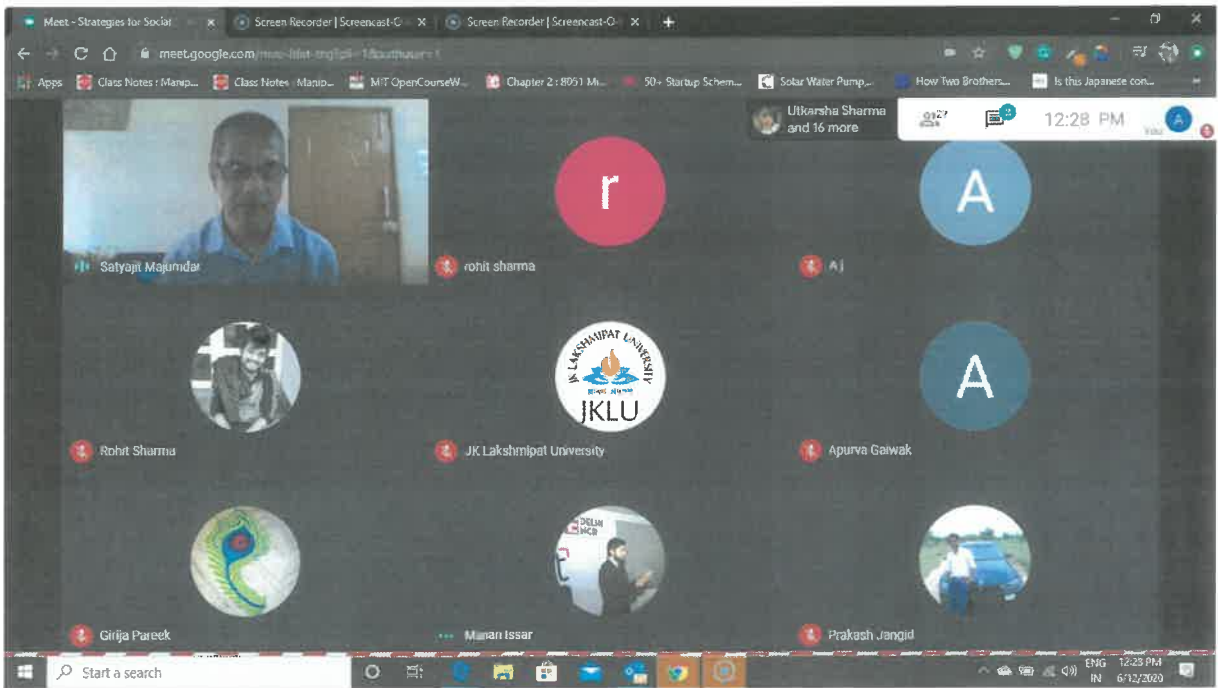 Meet - Strategies for Social
Screen Recorder | Screencast-O
Screen Recorder | Screencast-O
meet.google.com
Apps
Class Notes : Manip...
Class Notes : Manip...
MIT OpenCourseW...
Chapter 2 : 8051 Mi...
50+ Startup Schem...
Solar Water Pump,...
How Two Brothers...
Is this Japanese con...
Utkarsha Sharma
and 16 more
27
2
12:28 PM
You
A
Satyajit Majumdar
r
rohit sharma
A
A j
Rohit Sharma
JK LAKSHMIPAT UNIVERSITY
JKLU
JK Lakshmipat University
A
Apurva Gaiwak
Girija Pareek
DELHI
NCR
Manan Issar
Prakash Jangid
Start a search
ENG
IN
12:28 PM
6/12/2020